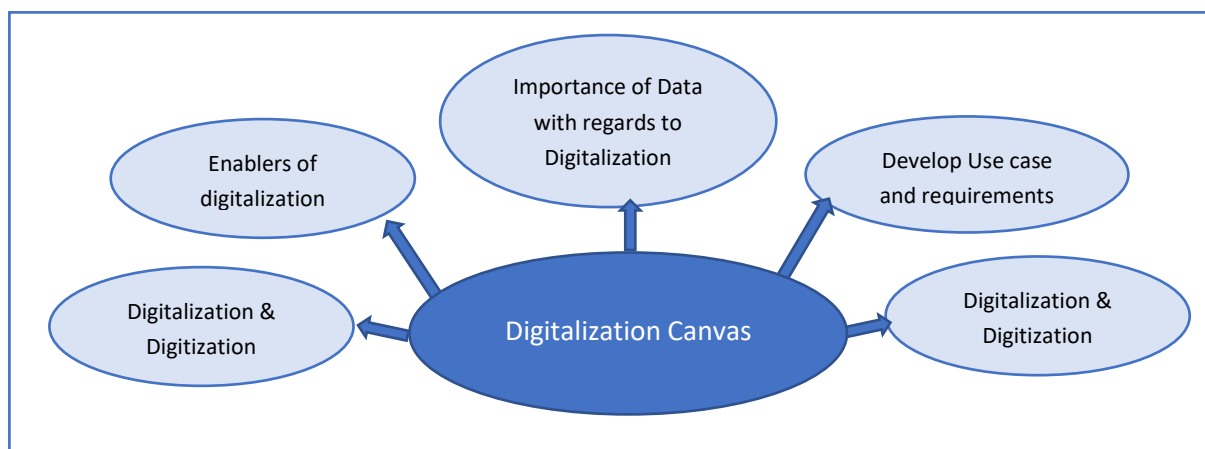 Importance of Data
with regards to
Digitalization
Enablers of
digitalization
Develop Use case
and requirements
Digitalization &
Digitization
Digitalization Canvas
Digitalization &
Digitization